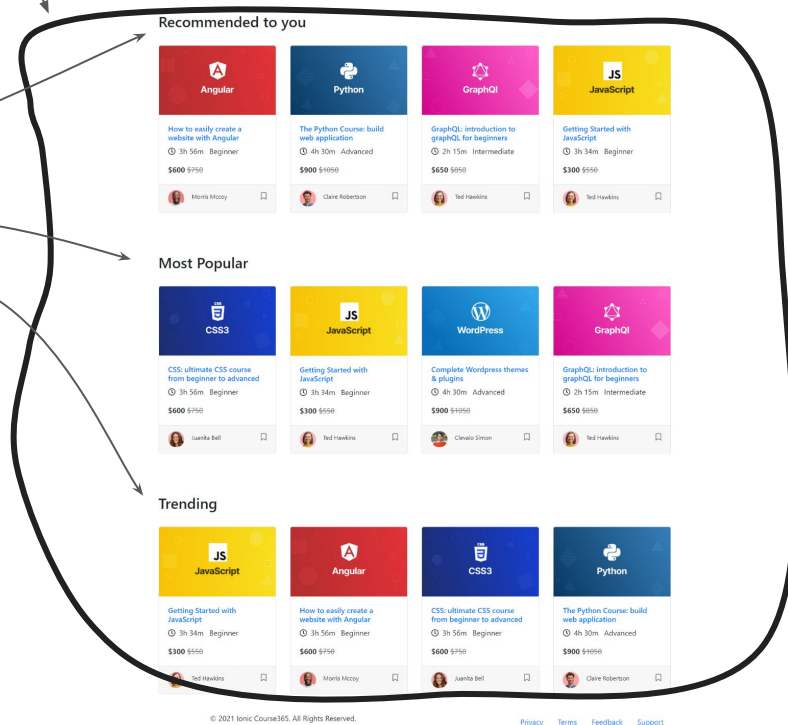 Recommended to you
Angular
Python
GraphQl
JS
JavaScript
How to easily create a
website with Angular
3h 56m Beginner
$600 $750
Morris Mccoy
The Python Course: build
web application
4h 30m Advanced
$900 $1050
Claire Robertson
GraphQL: introduction to
graphQL for beginners
2h 15m Intermediate
$650 $850
Ted Hawkins
Getting Started with
JavaScript
3h 34m Beginner
$300 $550
Ted Hawkins
Most Popular
CSS
CSS3
JS
JavaScript
WordPress
GraphQl
CSS: ultimate CSS course
from beginner to advanced
3h 56m Beginner
$600 $750
Juanita Bell
Getting Started with
JavaScript
3h 34m Beginner
$300 $550
Ted Hawkins
Complete Wordpress themes
& plugins
4h 30m Advanced
$900 $1050
Clevaio Simon
GraphQL: introduction to
graphQL for beginners
2h 15m Intermediate
$650 $850
Ted Hawkins
Trending
JS
JavaScript
Angular
CSS
CSS3
Python
Getting Started with
JavaScript
3h 34m Beginner
$300 $550
Ted Hawkins
How to easily create a
website with Angular
3h 56m Beginner
$600 $750
Morris Mccoy
CSS: ultimate CSS course
from beginner to advanced
3h 56m Beginner
$600 $750
Juanita Bell
The Python Course: build
web application
4h 30m Advanced
$900 $1050
Claire Robertson
© 2021 Ionic Course365. All Rights Reserved.
Privacy Terms Feedback Support